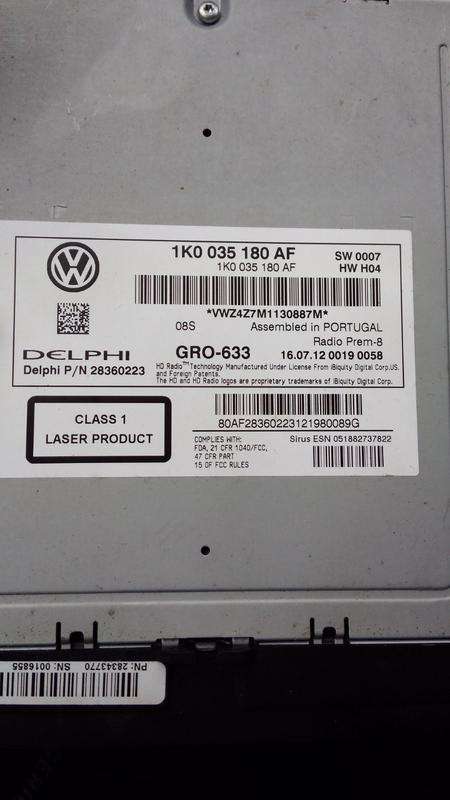 1K0 035 180 AF
SW 0007
1K0 035 180 AF
HW H04
*VWZ4Z7M1130887M*
08S
Assembled in PORTUGAL
Radio Prem-8
DELPHI
GRO-633
16.07.12 0019 0058
Delphi P/N 28360223
HD Radio™ Technology Manufactured Under License From iBiquity Digital Corp.US.
and Foreign Patents.
The HD and HD Radio logos are proprietary trademarks of iBiquity Digital Corp.
CLASS 1
LASER PRODUCT
80AF28360223121980089G
COMPLIES WITH:
FDA, 21 CFR 1040/FCC,
47 CFR PART
15 OF FCC RULES
Sirus ESN 051882737822
PN: 28343770
SN: 0016855